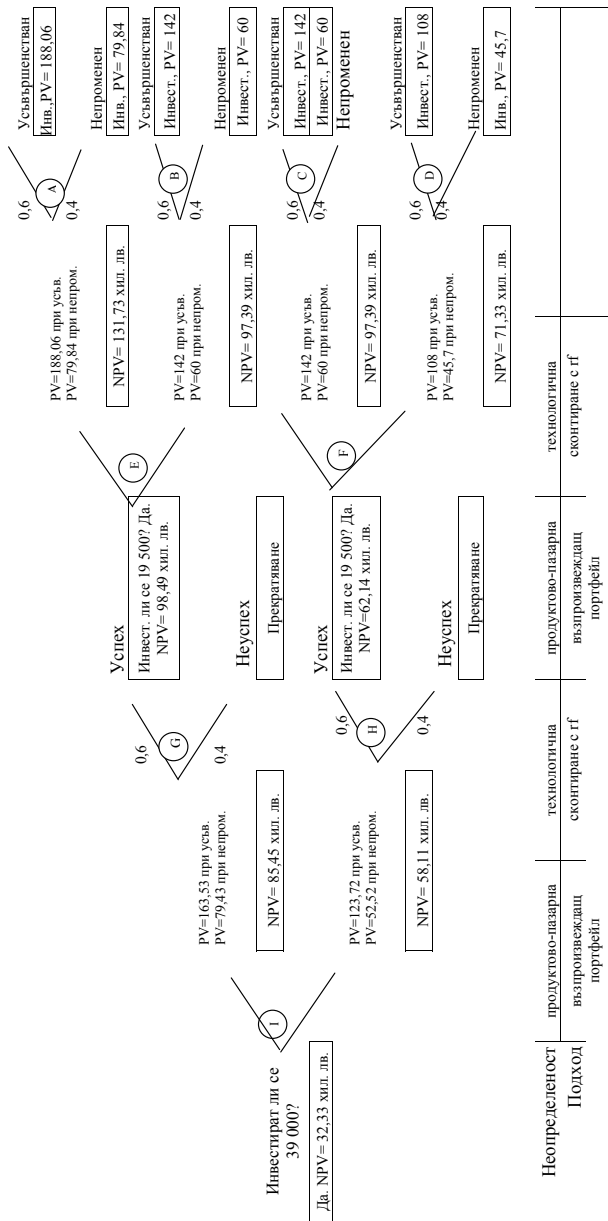 Инвестират ли се
39 000?
Да. NPV= 32,33 хил. лв.
I
PV=163,53 при усъв.
PV=79,43 при непром.
NPV= 85,45 хил. лв.
PV=123,72 при усъв.
PV=52,52 при непром.
NPV= 58,11 хил. лв.
0,6
G
0,4
0,6
H
0,4
Успех
Инвест. ли се 19 500? Да.
NPV= 98,49 хил. лв.
Неуспех
Прекратяване
Успех
Инвест. ли се 19 500? Да.
NPV=62,14 хил. лв.
Неуспех
Прекратяване
E
F
PV=188,06 при усъв.
PV=79,84 при непром.
NPV= 131,73 хил. лв.
PV=142 при усъв.
PV=60 при непром.
NPV= 97,39 хил. лв.
PV=142 при усъв.
PV=60 при непром.
NPV= 97,39 хил. лв.
PV=108 при усъв.
PV=45,7 при непром.
NPV= 71,33 хил. лв.
0,6
A
0,4
0,6
B
0,4
0,6
C
0,4
0,6
D
0,4
Усъвършенстван
Инв.,PV= 188,06
Непроменен
Инв., PV= 79,84
Усъвършенстван
Инвест., PV= 142
Непроменен
Инвест., PV= 60
Усъвършенстван
Инвест., PV= 142
Инвест., PV= 60
Непроменен
Усъвършенстван
Инвест., PV= 108
Непроменен
Инв., PV= 45,7
Неопределеност
продуктово-пазарна
технологична
продуктово-пазарна
технологична
Подход
възпроизвеждащ
портфейл
сконтиране с rf
възпроизвеждащ
портфейл
сконтиране с rf